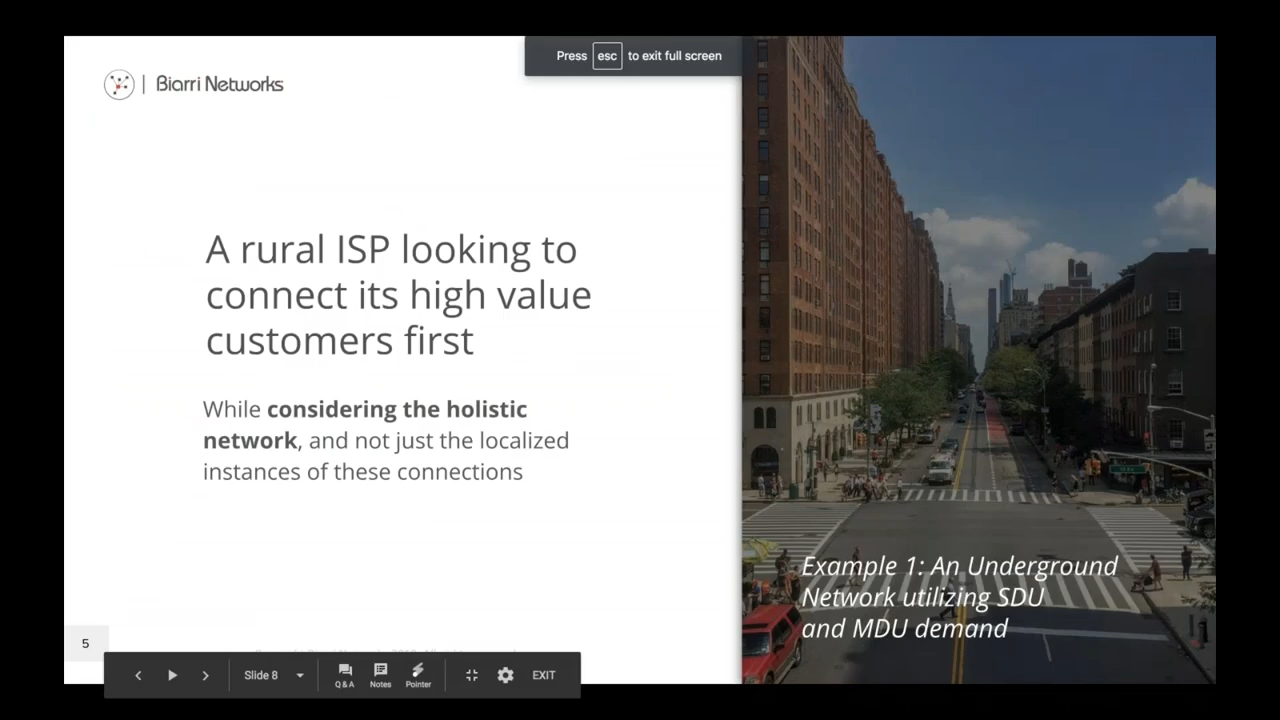 Press esc to exit full screen
Biarri Networks
A rural ISP looking to
connect its high value
customers first
While considering the holistic
network, and not just the localized
instances of these connections
Example 1: An Underground
Network utilizing SDU
and MDU demand
5
Slide 8
Q & A
Notes
Pointer
EXIT